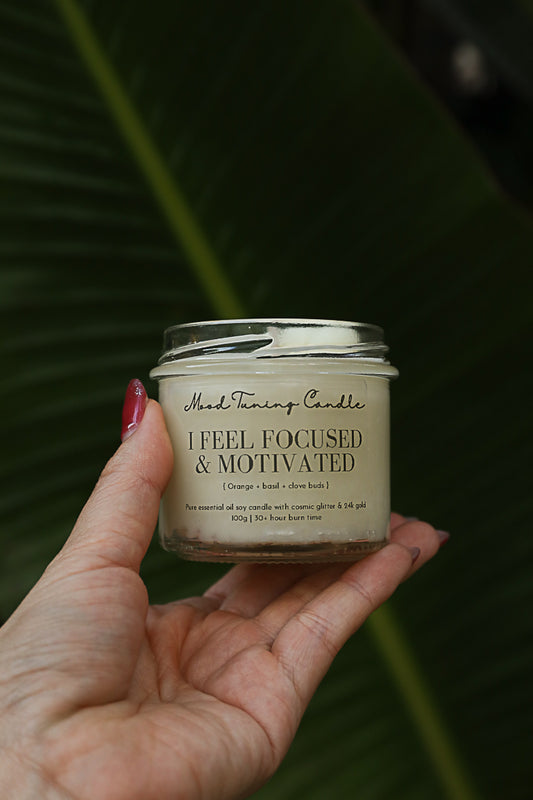 Mood Tuning Candle
I FEEL FOCUSED
& MOTIVATED
{ Orange + basil + clove buds }
Pure essential oil soy candle with cosmic glitter & 24k gold
100g | 30+ hour burn time